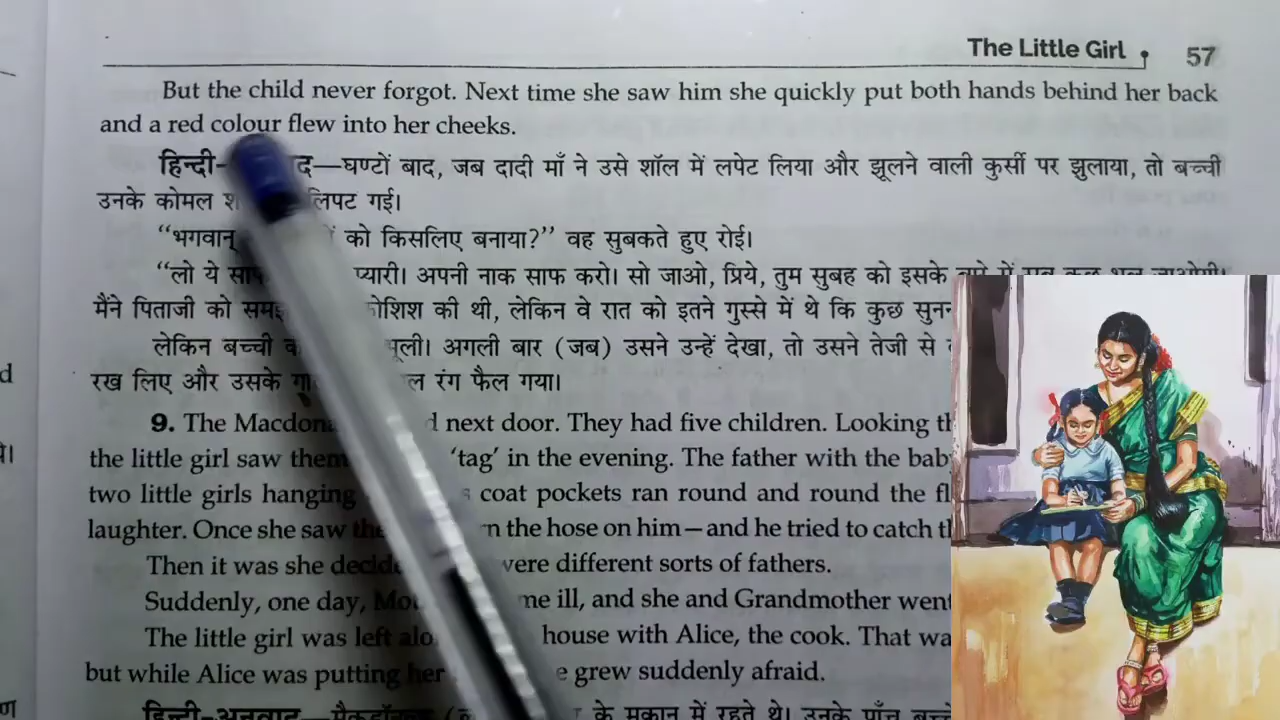 The Little Girl 57
But the child never forgot. Next time she saw him she quickly put both hands behind her back
and a red colour flew into her cheeks.
हिन्दी- —घण्टों बाद, जब दादी माँ ने उसे शॉल में लपेट लिया और झूलने वाली कुर्सी पर झुलाया, तो बच्ची
उनके कोमल लिपट गई।
“भगवान् को किसलिए बनाया?” वह सुबकते हुए रोई।
“लो ये प्यारी। अपनी नाक साफ करो। सो जाओ, प्रिये, तुम सुबह को इसके
मैंने पिताजी को कोशिश की थी, लेकिन वे रात को इतने गुस्से में थे कि कुछ
लेकिन बच्ची भूली। अगली बार (जब) उसने उन्हें देखा, तो उसने तेजी से
रख लिए और उसके रंग फैल गया।
9. The next door. They had five children. Looking
the little girl saw ‘tag’ in the evening. The father with the
two little girls hanging coat pockets ran round and round the
laughter. Once she saw the hose on him—and he tried to catch
Then it was she were different sorts of fathers.
Suddenly, one day, ill, and she and Grandmother went
The little girl was left house with Alice, the cook. That
but while Alice was putting her grew suddenly afraid.
हिन्दी-अनुवाद— के मकान में रहते थे। उनके पाँच
d